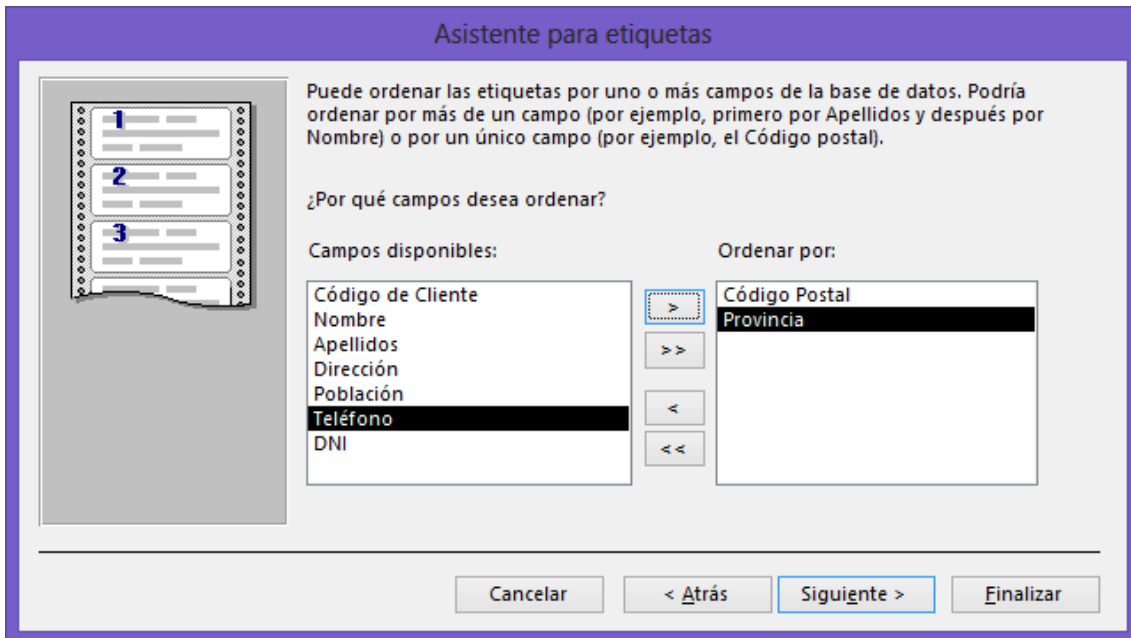 Asistente para etiquetas
1
2
3
Puede ordenar las etiquetas por uno o más campos de la base de datos. Podría
ordenar por más de un campo (por ejemplo, primero por Apellidos y después por
Nombre) o por un único campo (por ejemplo, el Código postal).
¿Por qué campos desea ordenar?
Campos disponibles:
Código de Cliente
Nombre
Apellidos
Dirección
Población
Teléfono
DNI
>
>>
<
<<
Ordenar por:
Código Postal
Provincia
Cancelar
< Atrás
Siguiente >
Finalizar